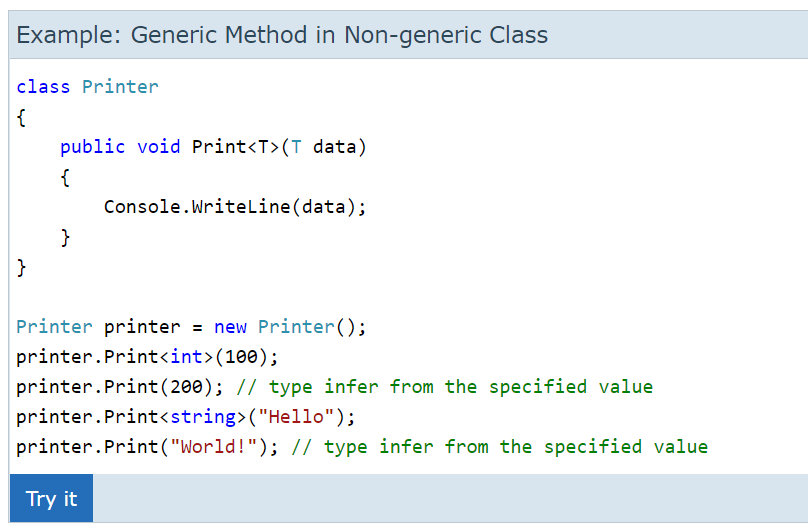 Example: Generic Method in Non-generic Class
class Printer
{
    public void Print<T>(T data)
    {
        Console.WriteLine(data);
    }
}
Printer printer = new Printer();
printer.Print<int>(100);
printer.Print(200); // type infer from the specified value
printer.Print<string>("Hello");
printer.Print("World!"); // type infer from the specified value
Try it